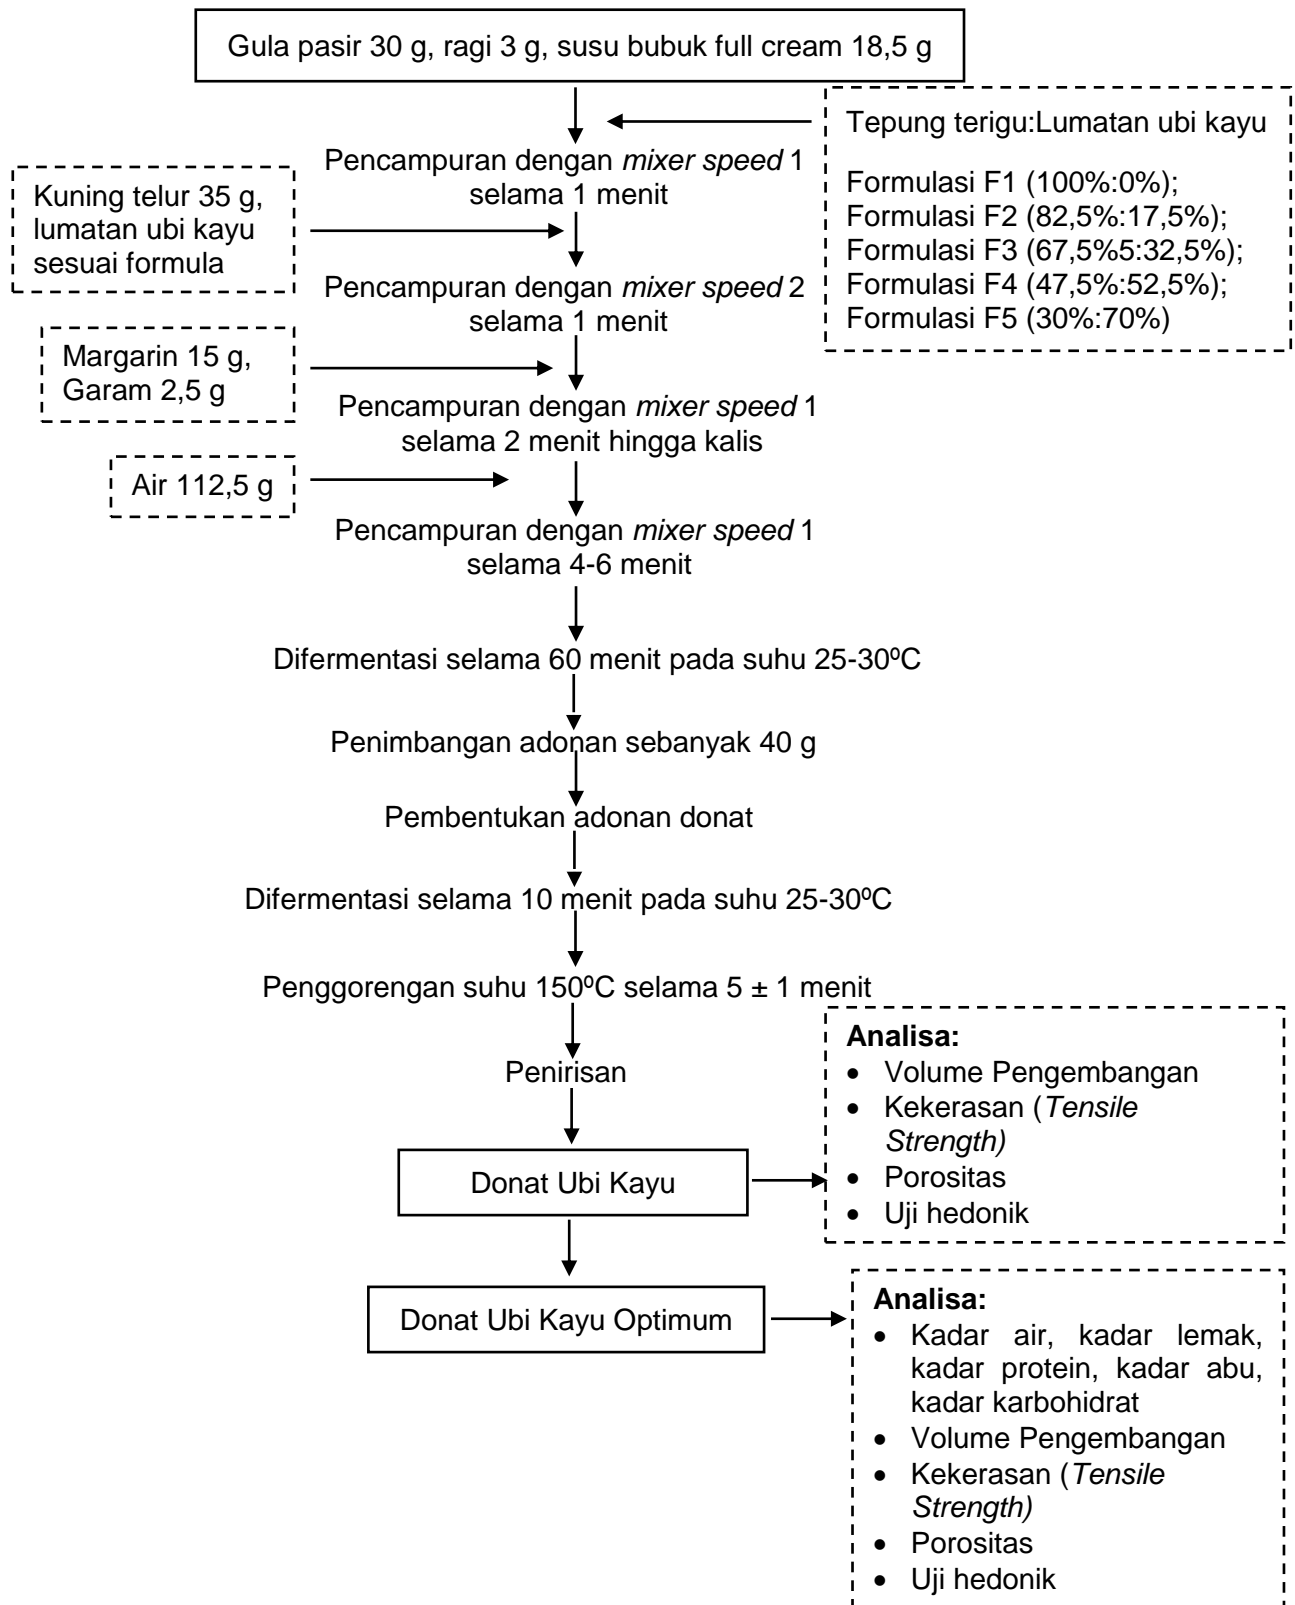 Gula pasir 30 g, ragi 3 g, susu bubuk full cream 18,5 g
Tepung terigu:Lumatan ubi kayu
Formulasi F1 (100%:0%);
Formulasi F2 (82,5%:17,5%);
Formulasi F3 (67,5%5:32,5%);
Formulasi F4 (47,5%:52,5%);
Formulasi F5 (30%:70%)
Pencampuran dengan mixer speed 1
selama 1 menit
Kuning telur 35 g,
lumatan ubi kayu
sesuai formula
Pencampuran dengan mixer speed 2
selama 1 menit
Margarin 15 g,
Garam 2,5 g
Pencampuran dengan mixer speed 1
selama 2 menit hingga kalis
Air 112,5 g
Pencampuran dengan mixer speed 1
selama 4-6 menit
Difermentasi selama 60 menit pada suhu 25-30ºC
Penimbangan adonan sebanyak 40 g
Pembentukan adonan donat
Difermentasi selama 10 menit pada suhu 25-30ºC
Penggorengan suhu 150ºC selama 5 ± 1 menit
Penirisan
Donat Ubi Kayu
Analisa:
• Volume Pengembangan
• Kekerasan (Tensile
Strength)
• Porositas
• Uji hedonik
Donat Ubi Kayu Optimum
Analisa:
• Kadar air, kadar lemak,
kadar protein, kadar abu,
kadar karbohidrat
• Volume Pengembangan
• Kekerasan (Tensile
Strength)
• Porositas
• Uji hedonik